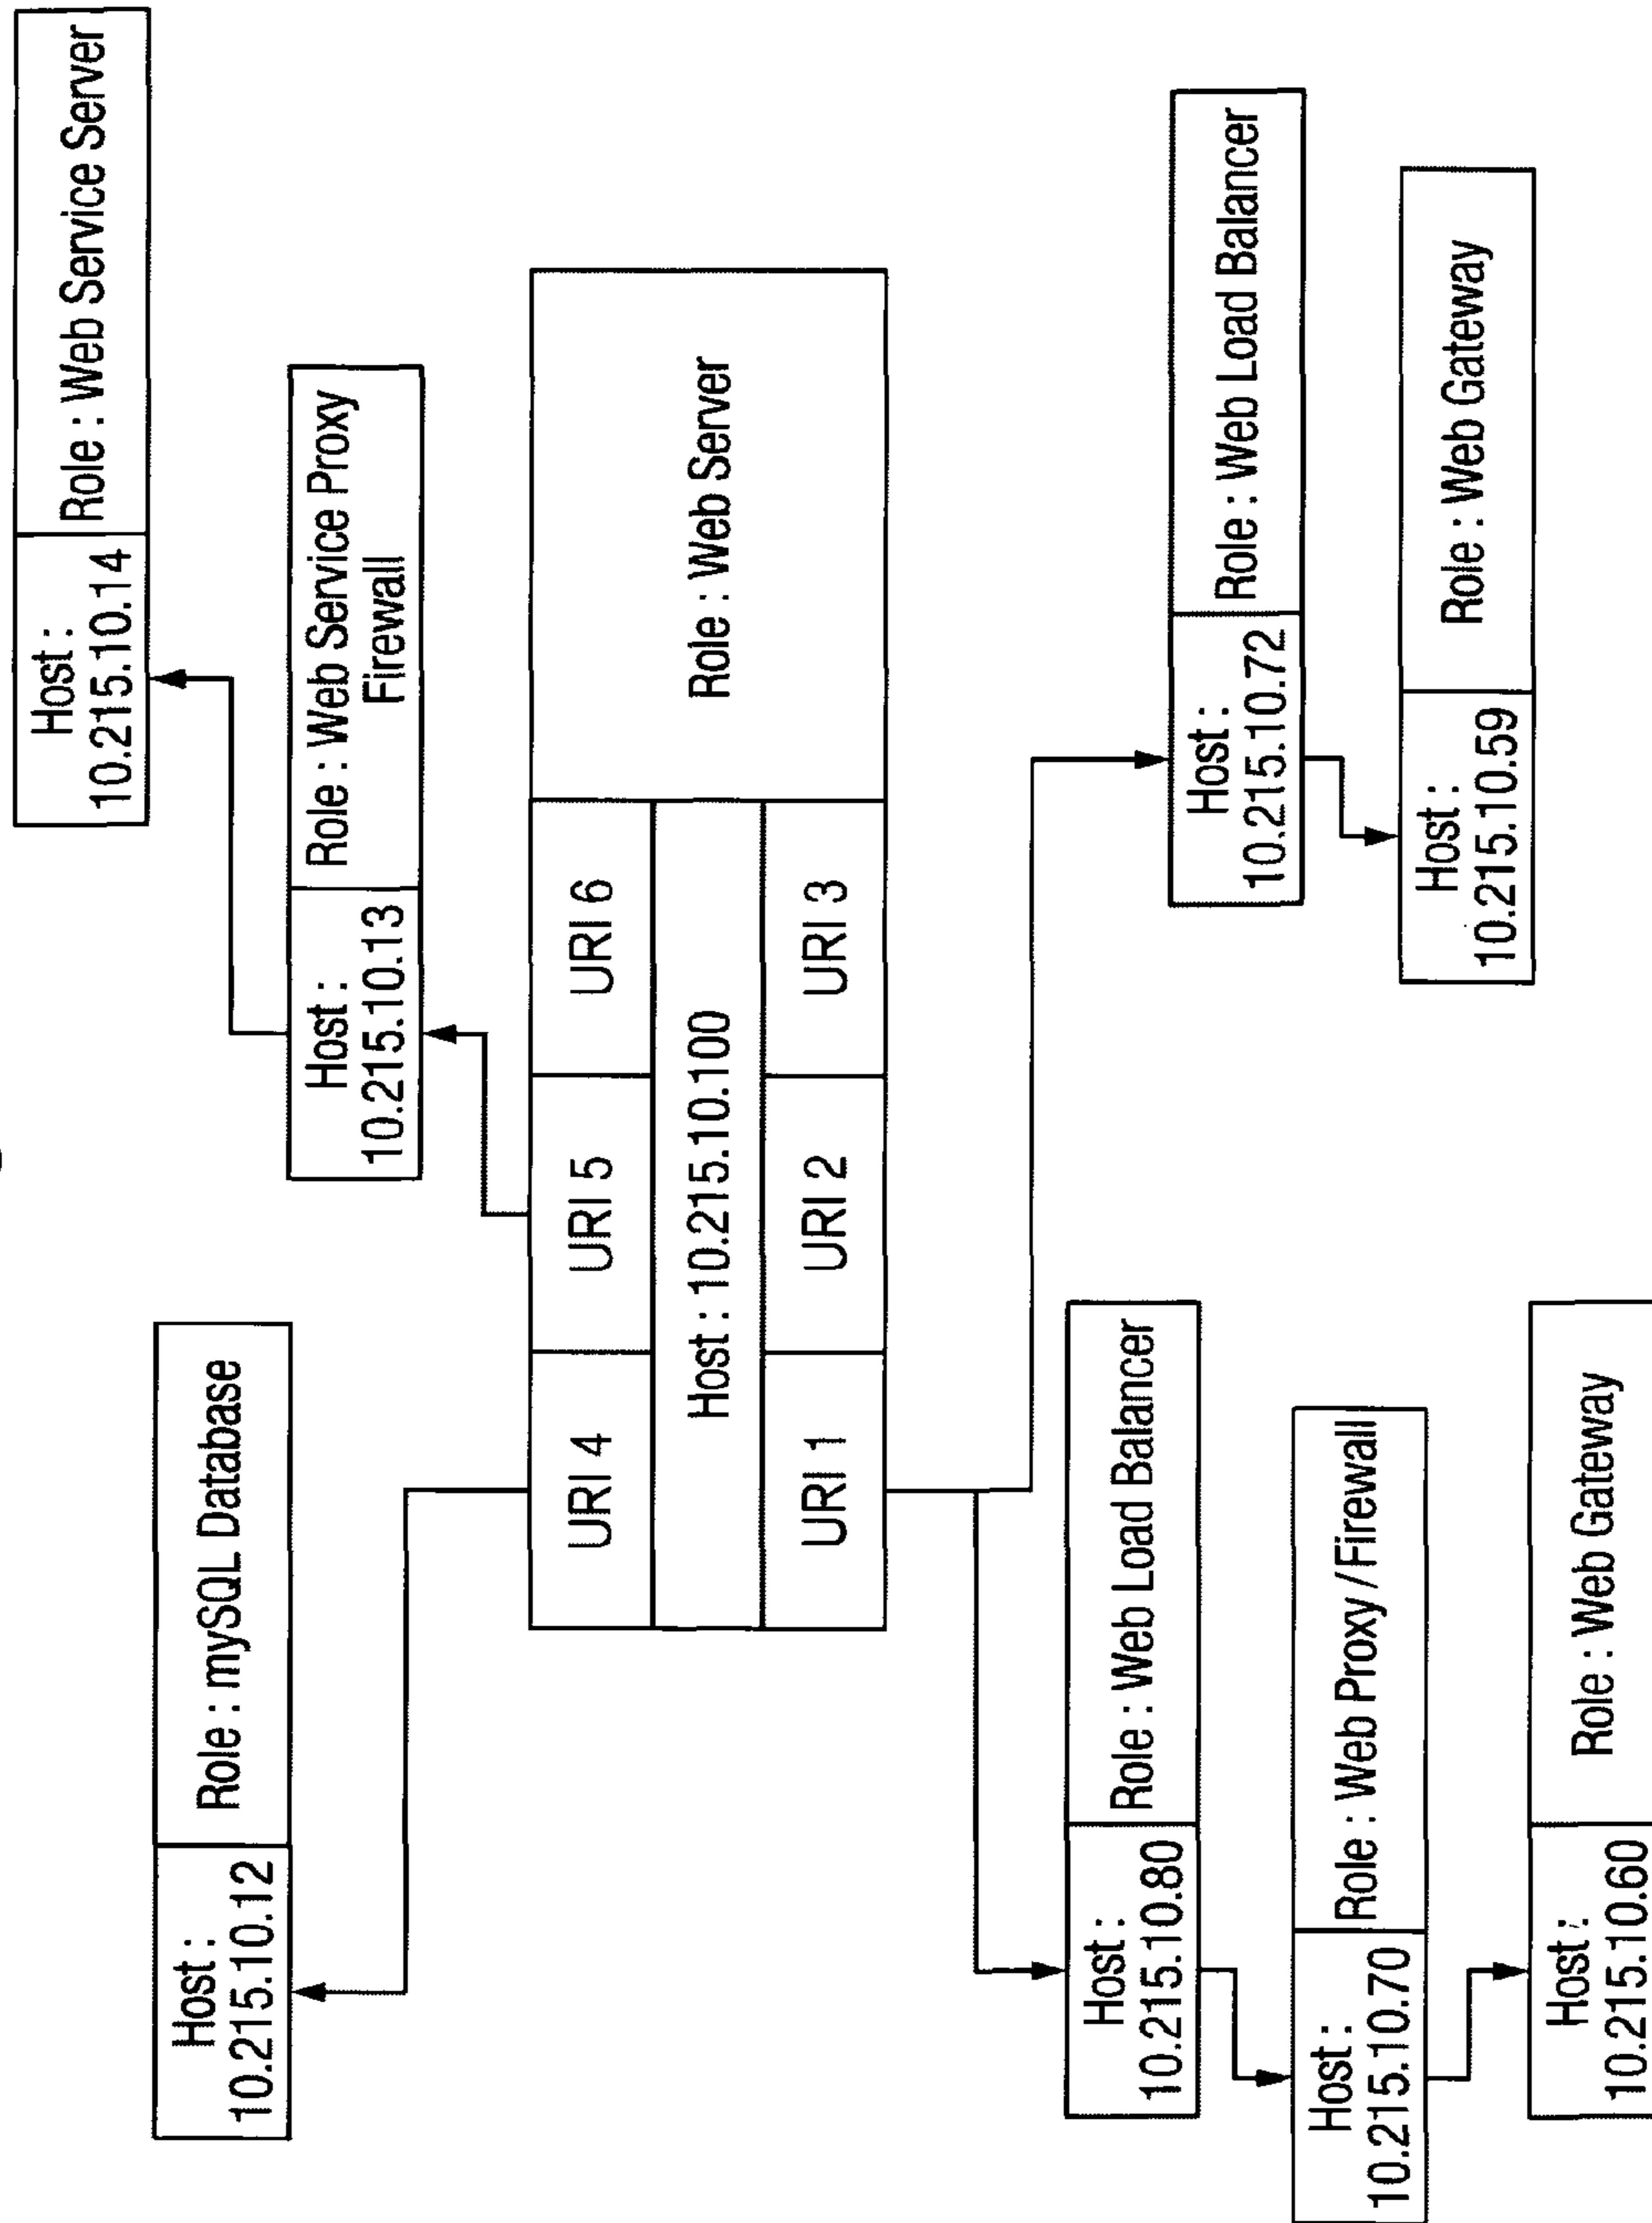 Host :
10.215.10.14
Role : Web Service Server
Host :
10.215.10.12
Role : mySQL Database
Host :
10.215.10.13
Role : Web Service Proxy
Firewall
URI 4
URI 5
URI 6
Host : 10.215.10.100
Role : Web Server
URI 1
URI 2
URI 3
Host :
10.215.10.80
Role : Web Load Balancer
Host :
10.215.10.72
Role : Web Load Balancer
Host :
10.215.10.70
Role : Web Proxy / Firewall
Host :
10.215.10.59
Role : Web Gateway
Host :
10.215.10.60
Role : Web Gateway